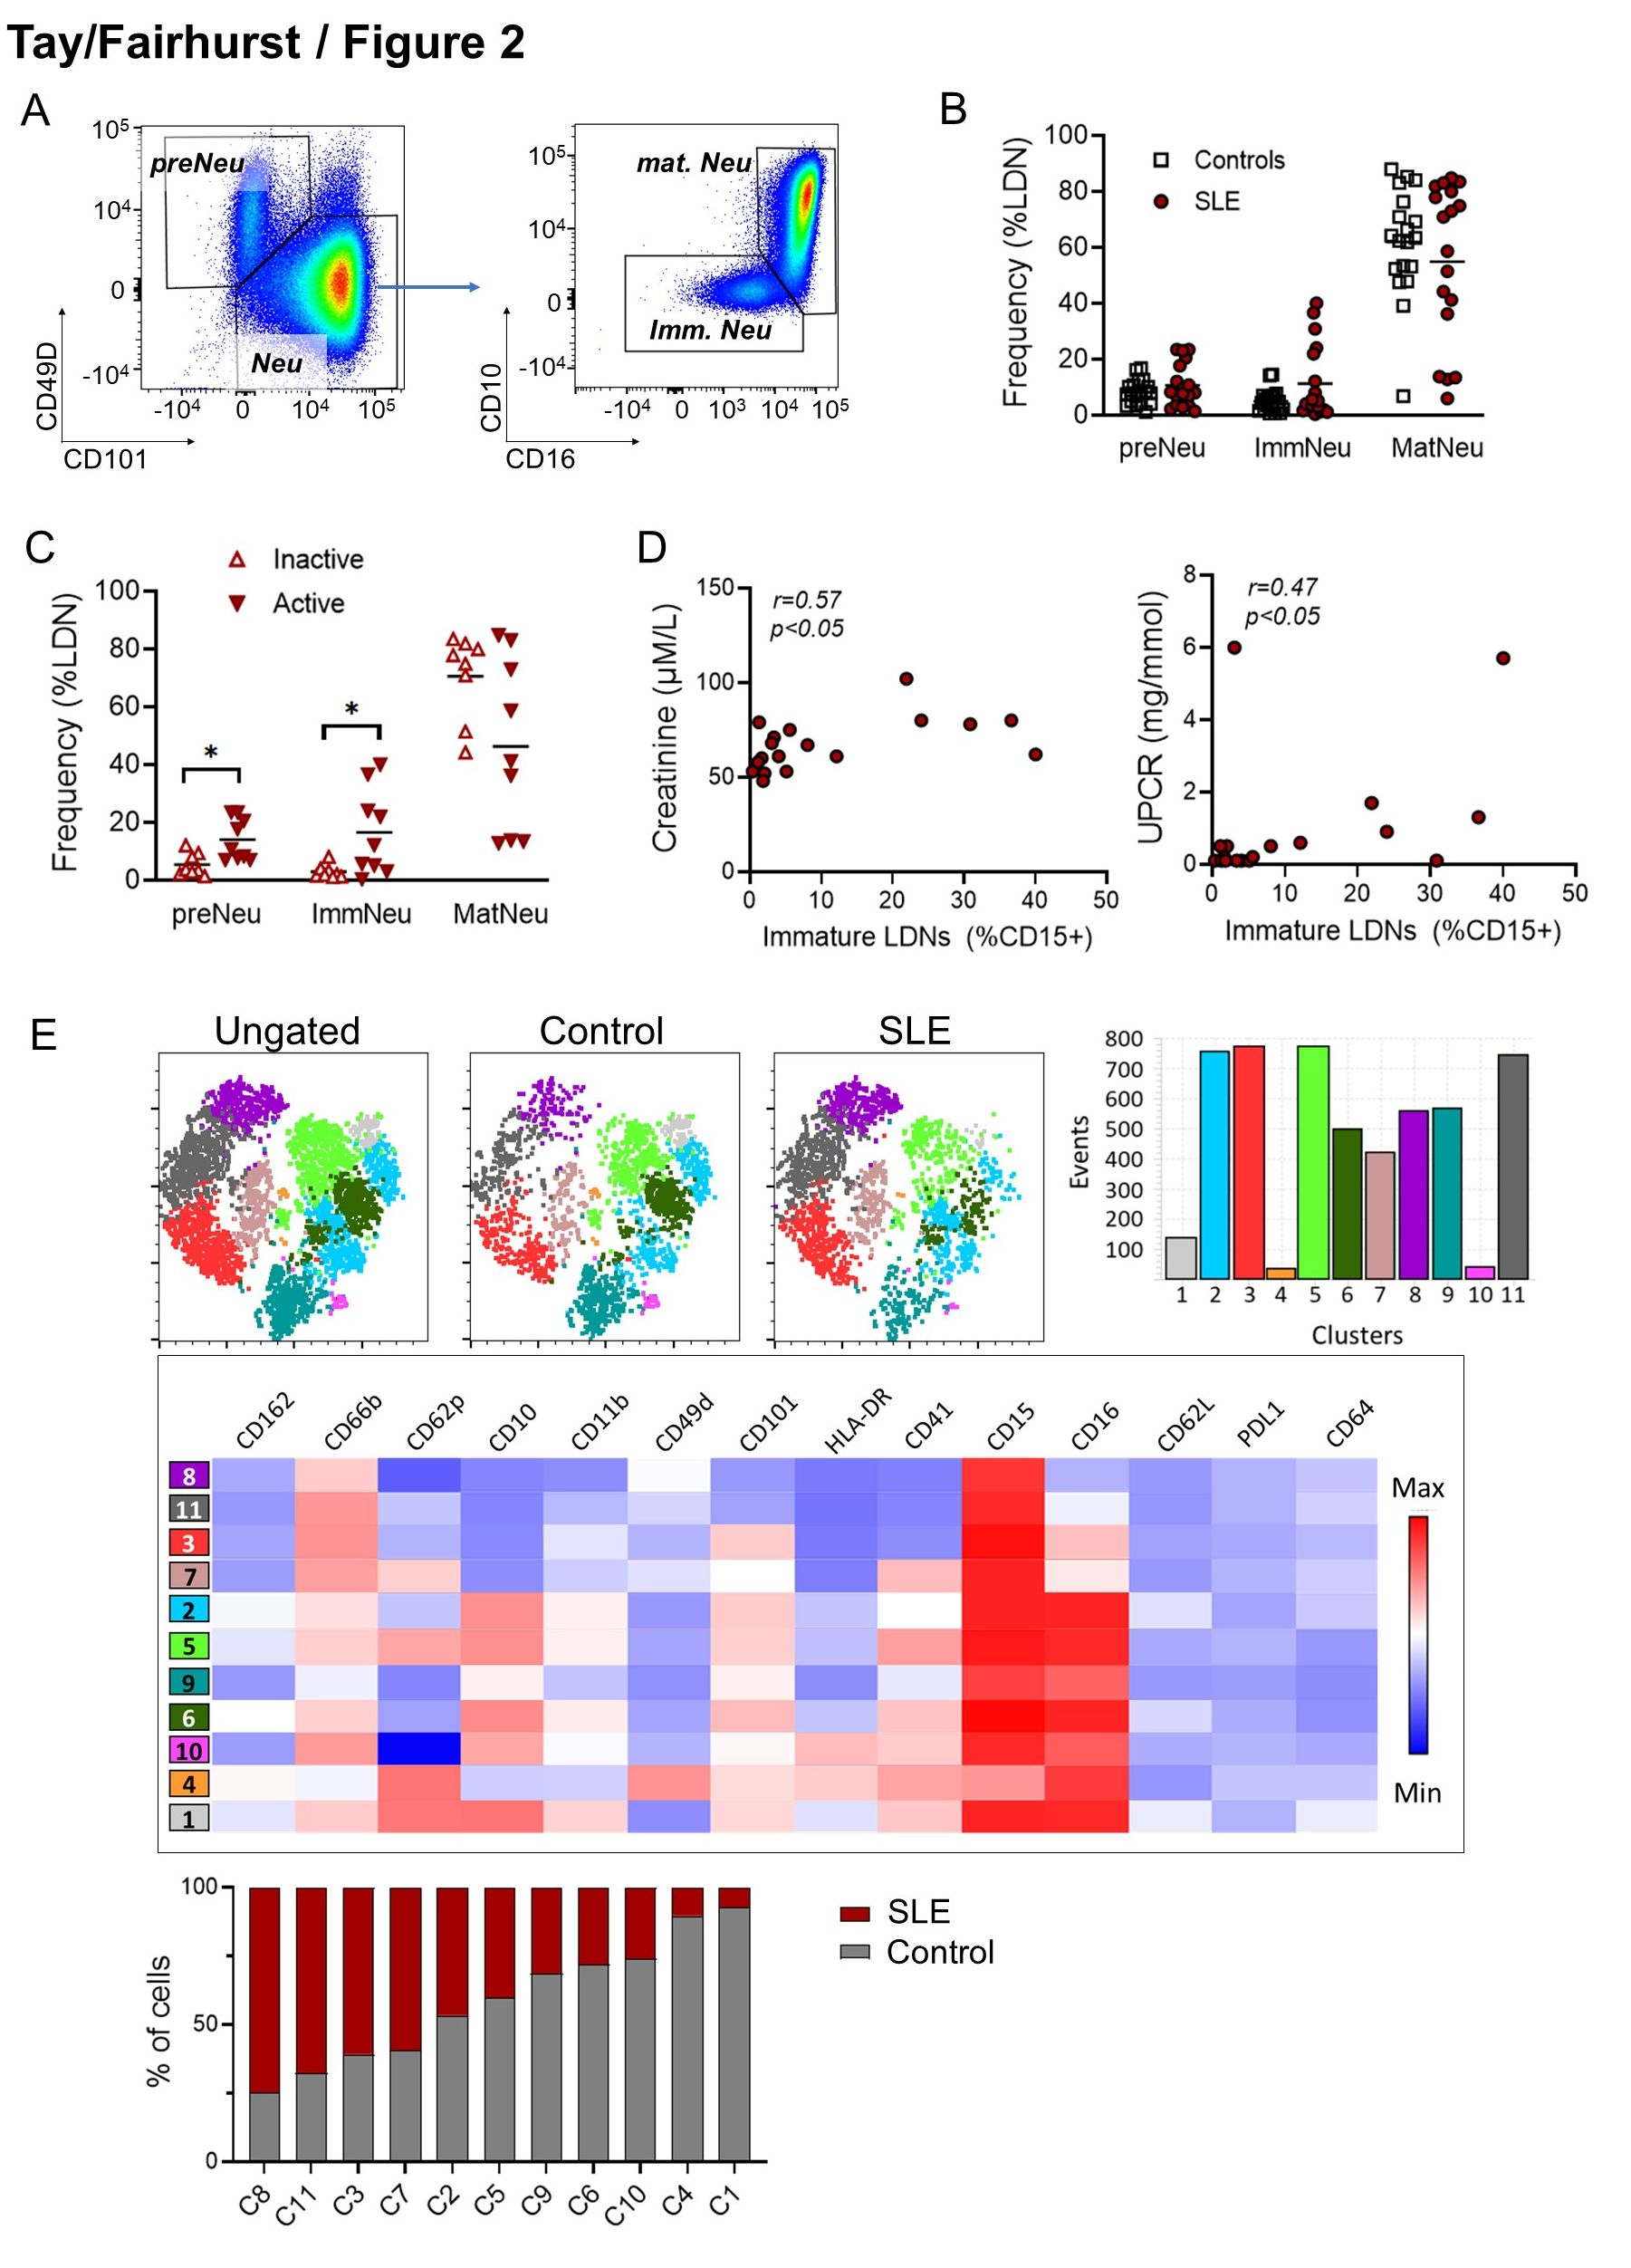 Tay/Fairhurst / Figure 2
A
10⁵
10⁴
0
-10⁴
preNeu
Neu
-10⁴ 0 10⁴ 10⁵
CD49D
CD101
10⁵
10⁴
0
-10⁴
mat. Neu
Imm. Neu
-10⁴ 0 10³ 10⁴ 10⁵
CD10
CD16
B
Frequency (%LDN)
100
80
60
40
20
0
Controls
SLE
preNeu ImmNeu MatNeu
C
Inactive
Active
Frequency (%LDN)
100
80
60
40
20
0
*
*
preNeu ImmNeu MatNeu
D
Creatinine (µM/L)
150
100
50
0
r=0.57
p<0.05
0 10 20 30 40 50
Immature LDNs (%CD15+)
UPCR (mg/mmol)
8
6
4
2
0
r=0.47
p<0.05
0 10 20 30 40 50
Immature LDNs (%CD15+)
E
Ungated
Control
SLE
Events
800
700
600
500
400
300
200
100
1 2 3 4 5 6 7 8 9 10 11
Clusters
CD162 CD66b CD62p CD10 CD11b CD49d CD101 HLA-DR CD41 CD15 CD16 CD62L PDL1 CD64
8
11
3
7
2
5
9
6
10
4
1
Max
Min
% of cells
100
50
0
SLE
Control
C8 C11 C3 C7 C2 C5 C9 C6 C10 C4 C1